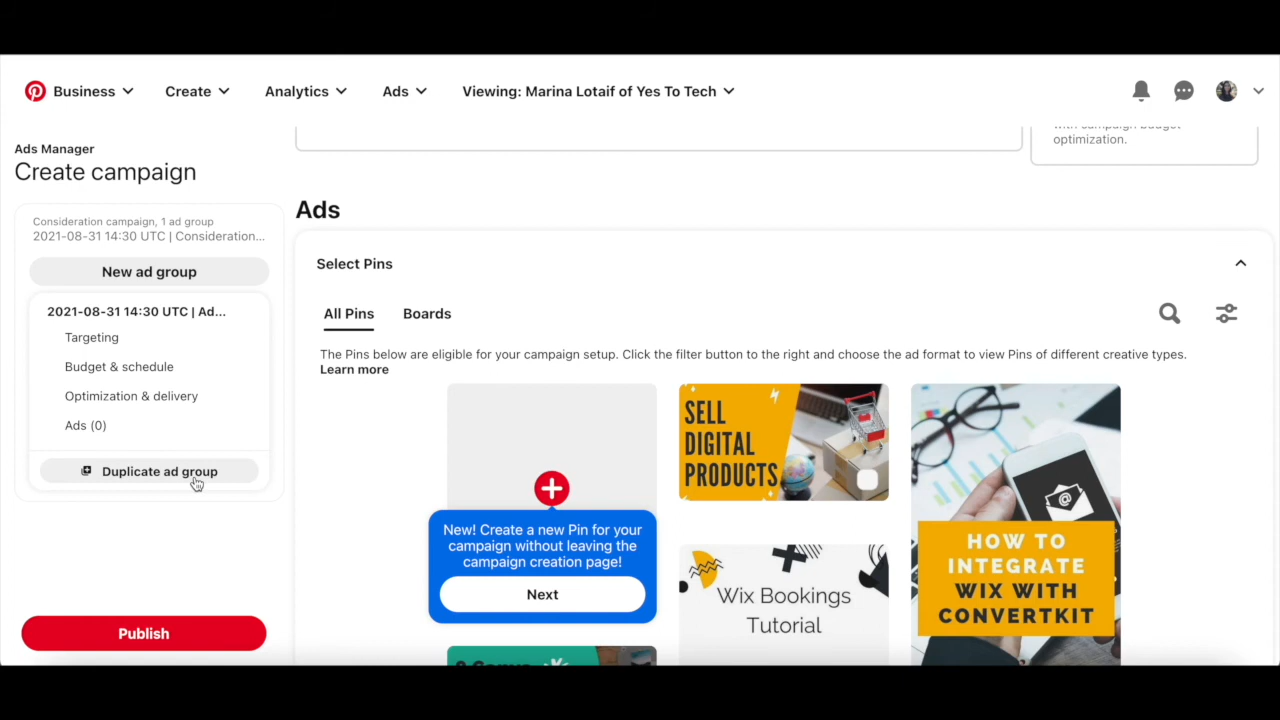 Business
Create
Analytics
Ads
Viewing: Marina Lotaif of Yes To Tech
Ads Manager
Create campaign
Consideration campaign, 1 ad group
2021-08-31 14:30 UTC | Consideration...
New ad group
2021-08-31 14:30 UTC | Ad...
Targeting
Budget & schedule
Optimization & delivery
Ads (0)
Duplicate ad group
Publish
with campaign budget
optimization.
Ads
Select Pins
All Pins
Boards
The Pins below are eligible for your campaign setup. Click the filter button to the right and choose the ad format to view Pins of different creative types.
Learn more
New! Create a new Pin for your
campaign without leaving the
campaign creation page!
Next
SELL
DIGITAL
PRODUCTS
Wix Bookings
Tutorial
HOW TO
INTEGRATE
WIX WITH
CONVERTKIT